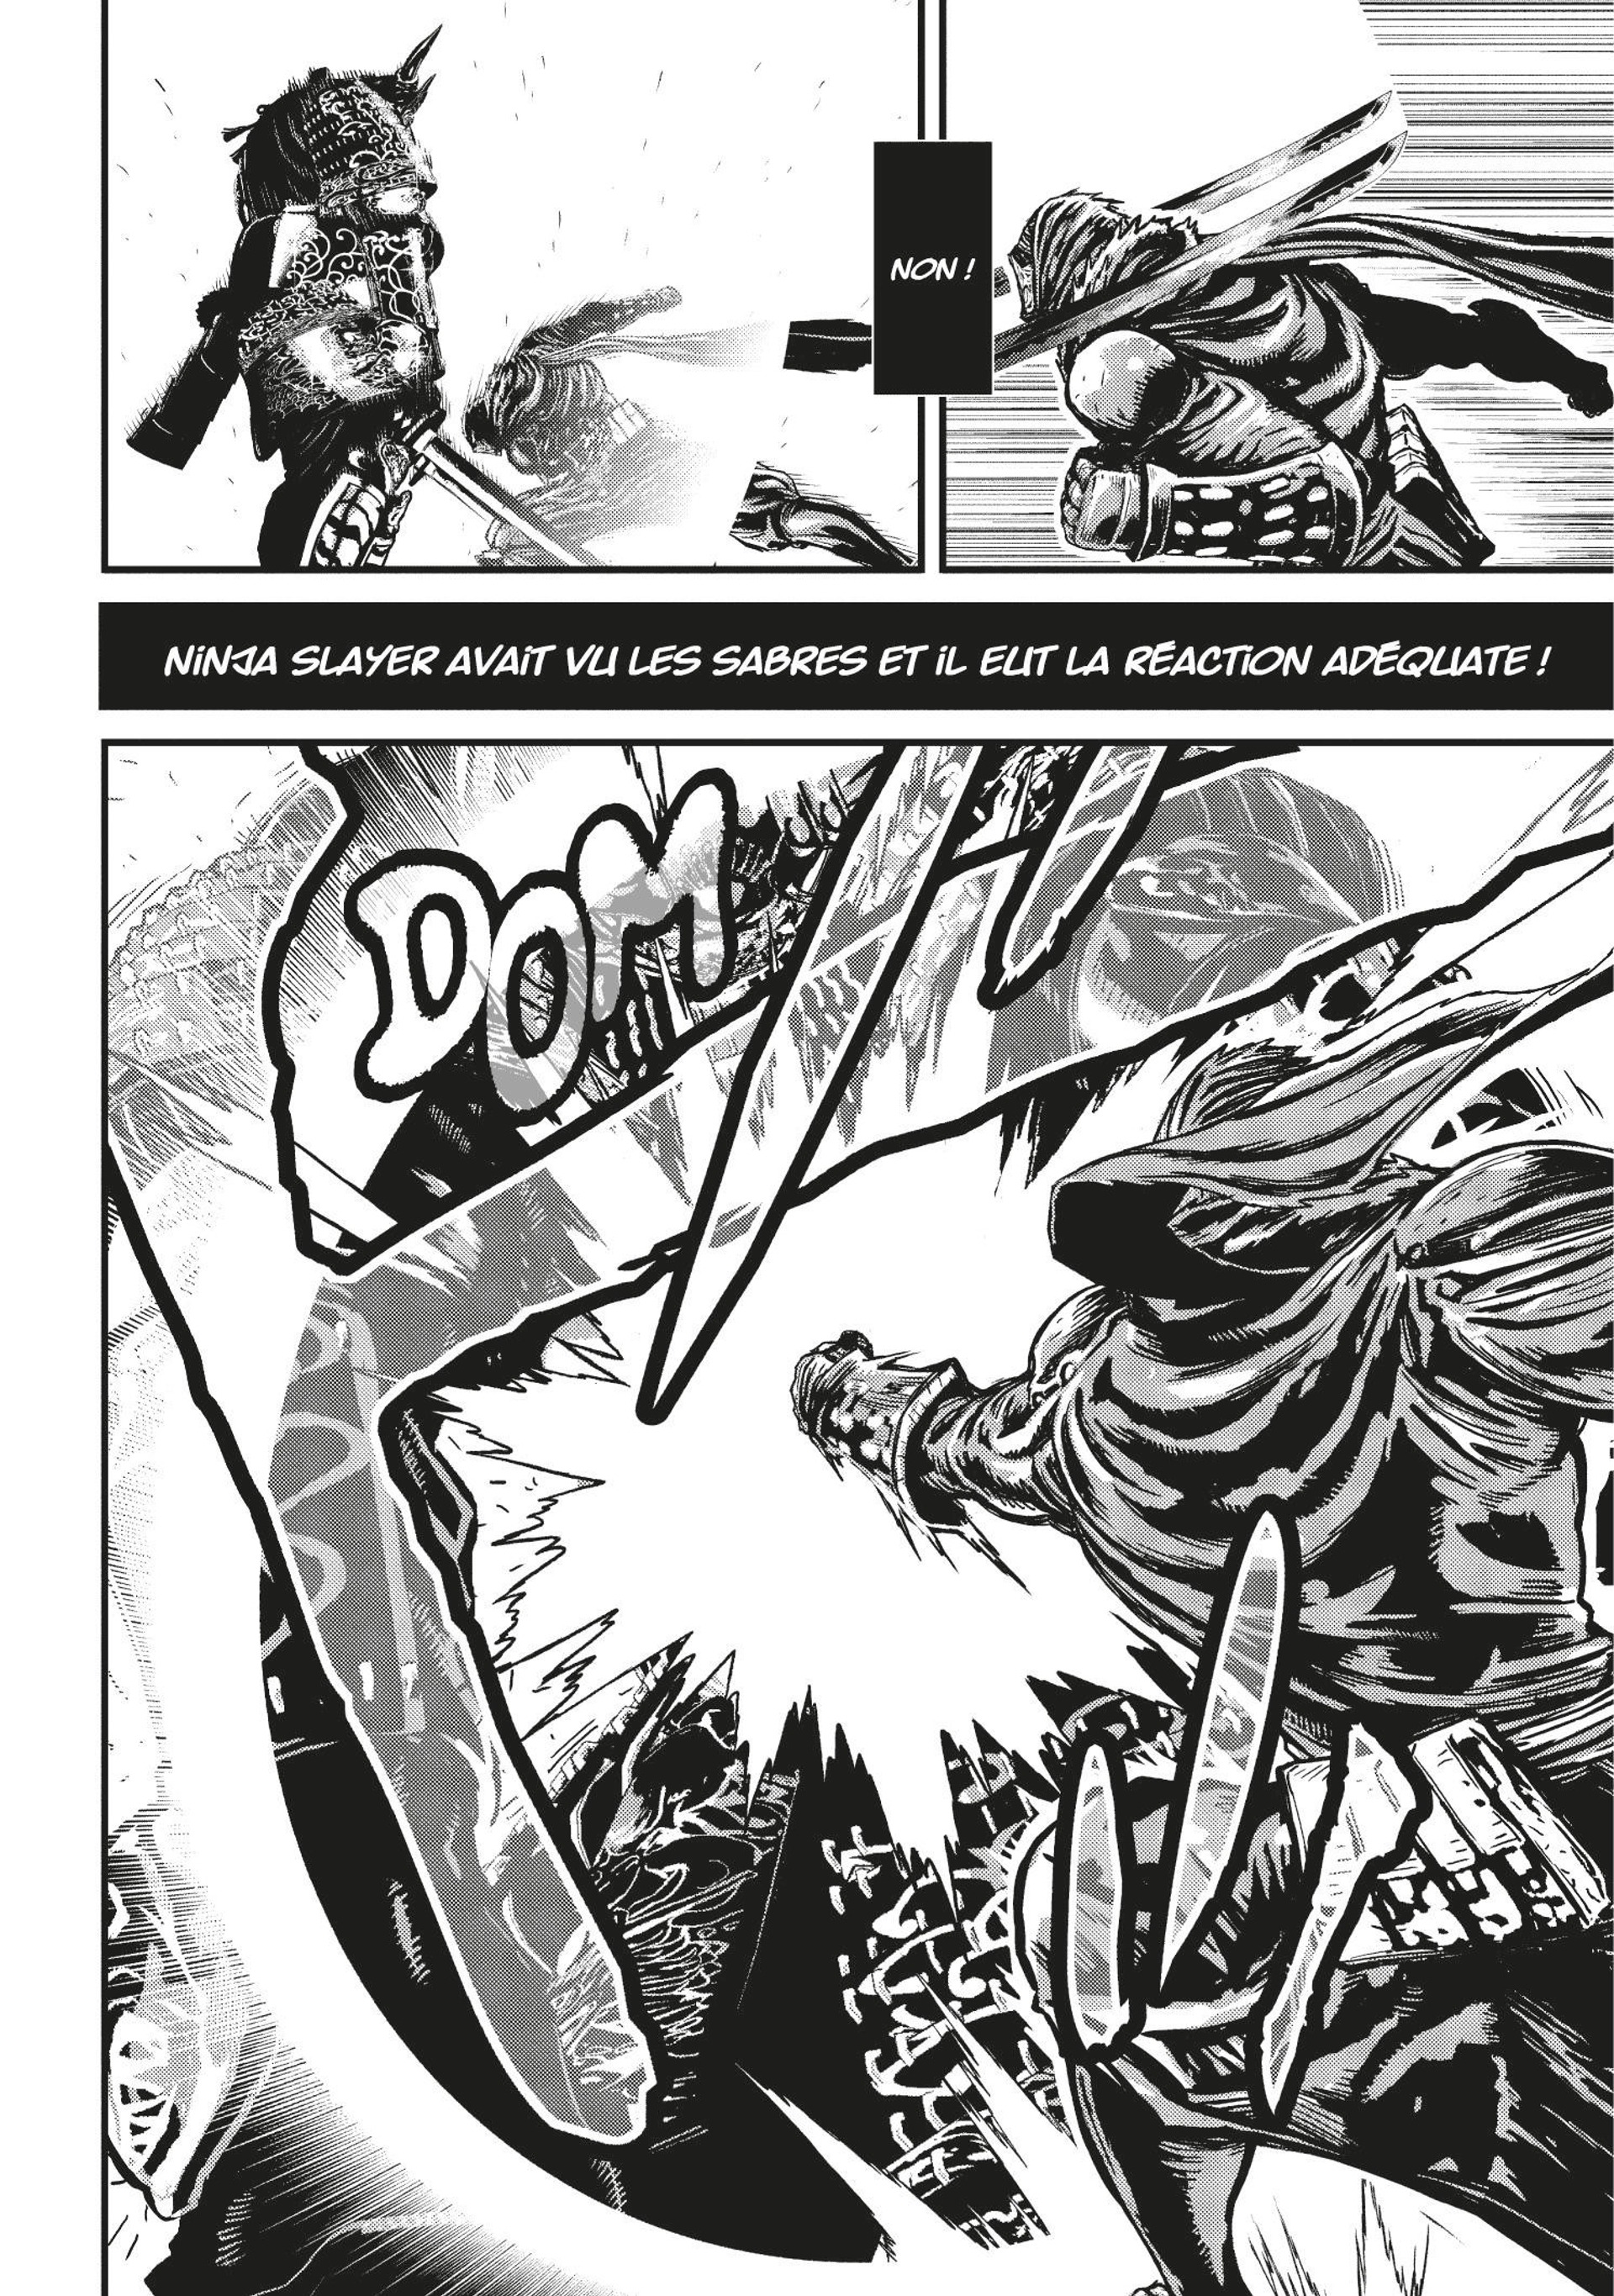 NON !
NINJA SLAYER AVAIT VU LES SABRES ET IL EUT LA RÉACTION ADÉQUATE !
DOM